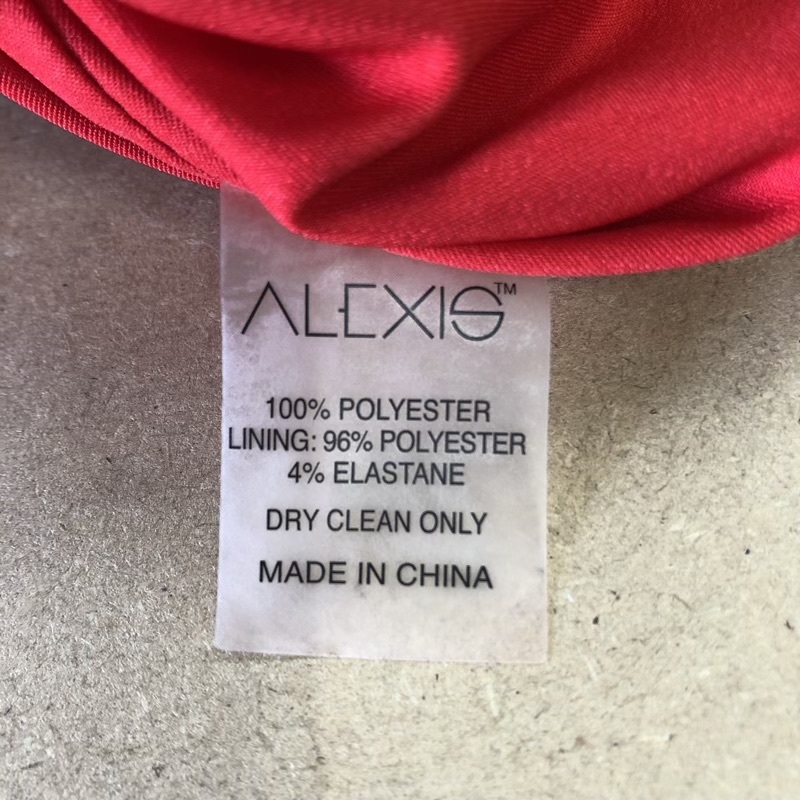 ALEXIS™
100% POLYESTER
LINING: 96% POLYESTER
4% ELASTANE
DRY CLEAN ONLY
MADE IN CHINA